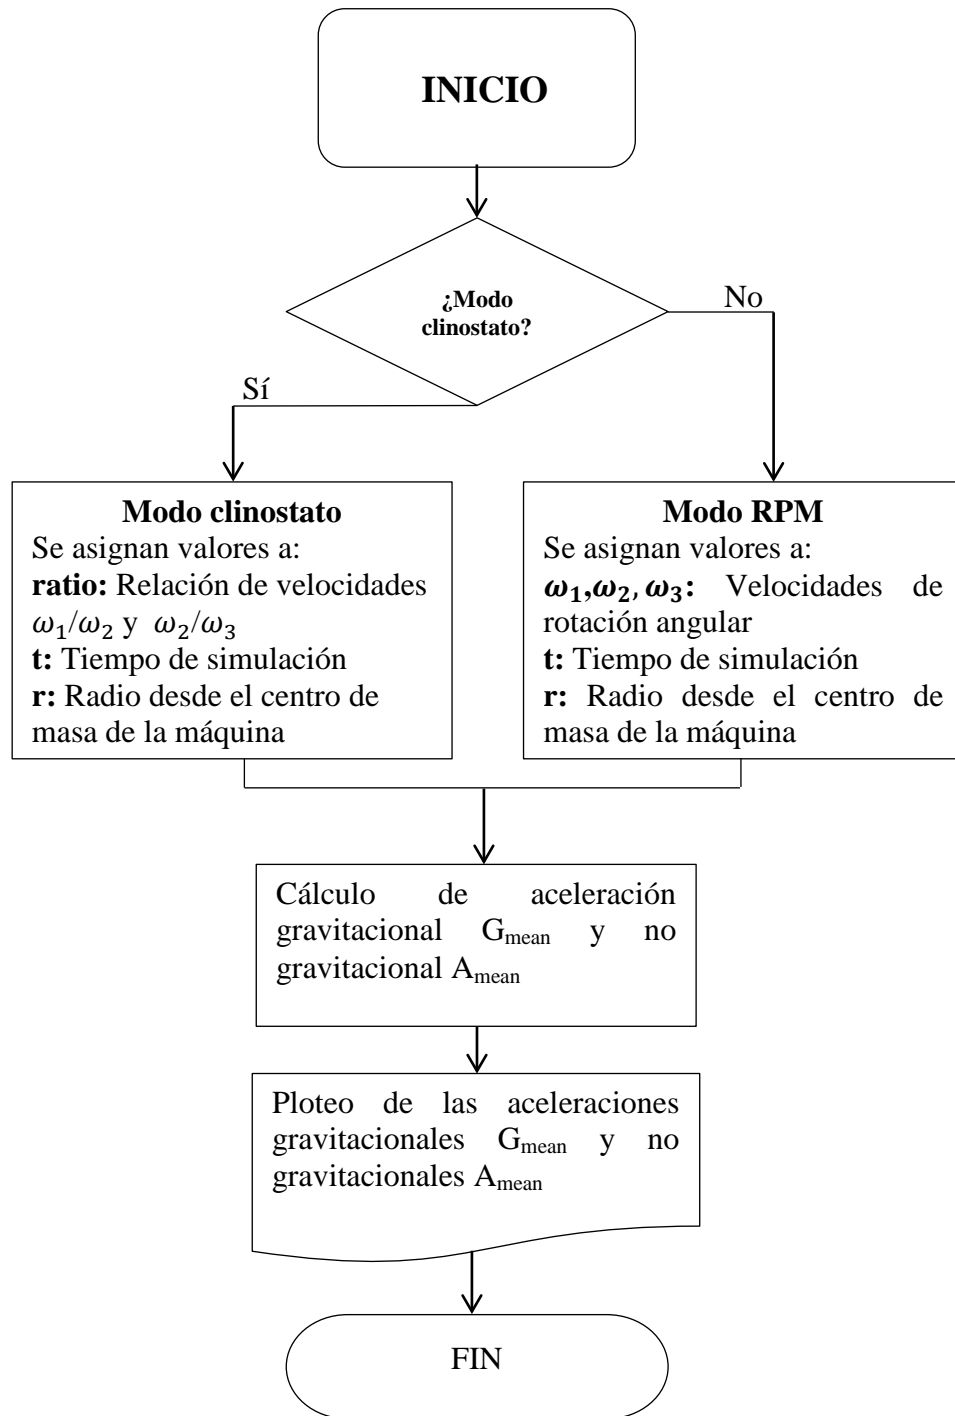 INICIO
¿Modo
clinostato?
No
Sí
Modo clinostato
Se asignan valores a:
ratio: Relación de velocidades
ω₁/ω₂ y ω₂/ω₃
t: Tiempo de simulación
r: Radio desde el centro de
masa de la máquina
Modo RPM
Se asignan valores a:
ω₁,ω₂, ω₃: Velocidades de
rotación angular
t: Tiempo de simulación
r: Radio desde el centro de
masa de la máquina
Cálculo de aceleración
gravitacional Gmean y no
gravitacional Amean
Ploteo de las aceleraciones
gravitacionales Gmean y no
gravitacionales Amean
FIN